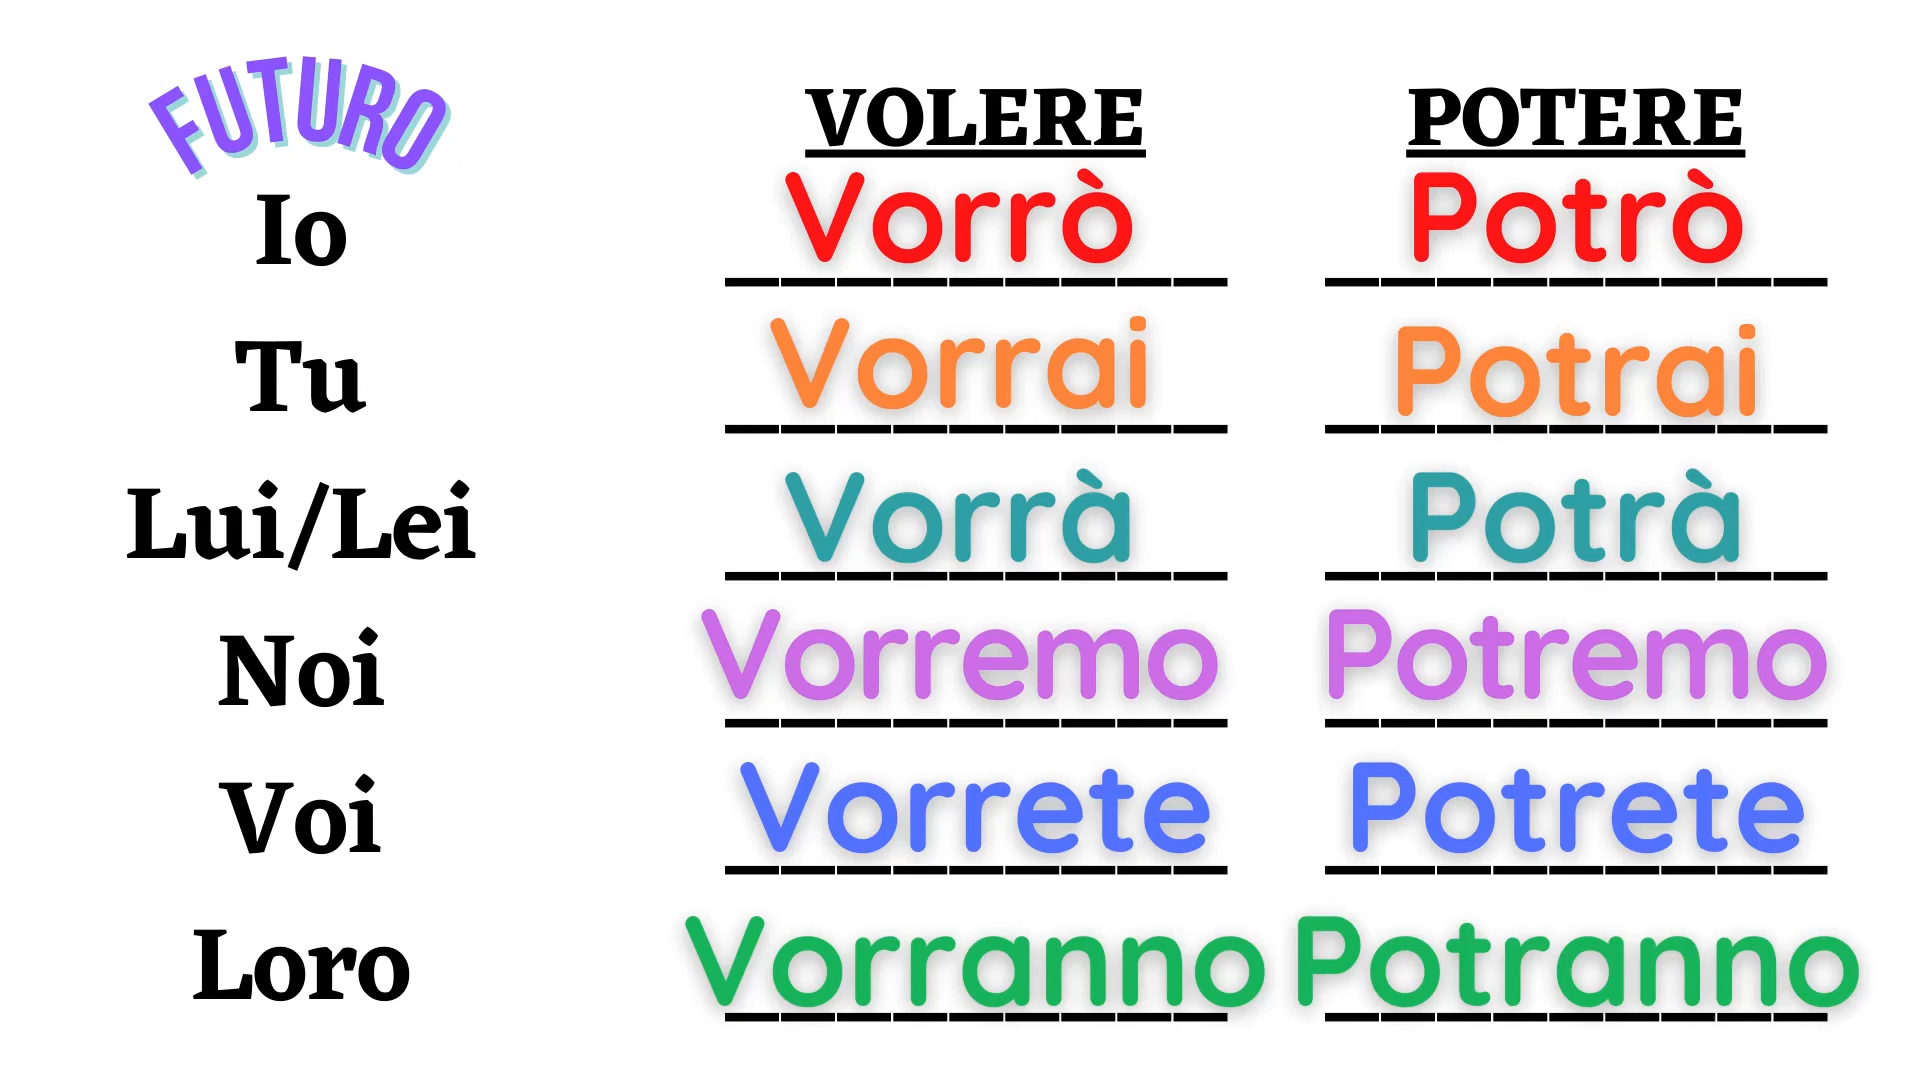 FUTURO VOLERE POTERE
Io Vorrò Potrò
Tu Vorrai Potrai
Lui/Lei Vorrà Potrà
Noi Vorremo Potremo
Voi Vorrete Potrete
Loro Vorranno Potranno